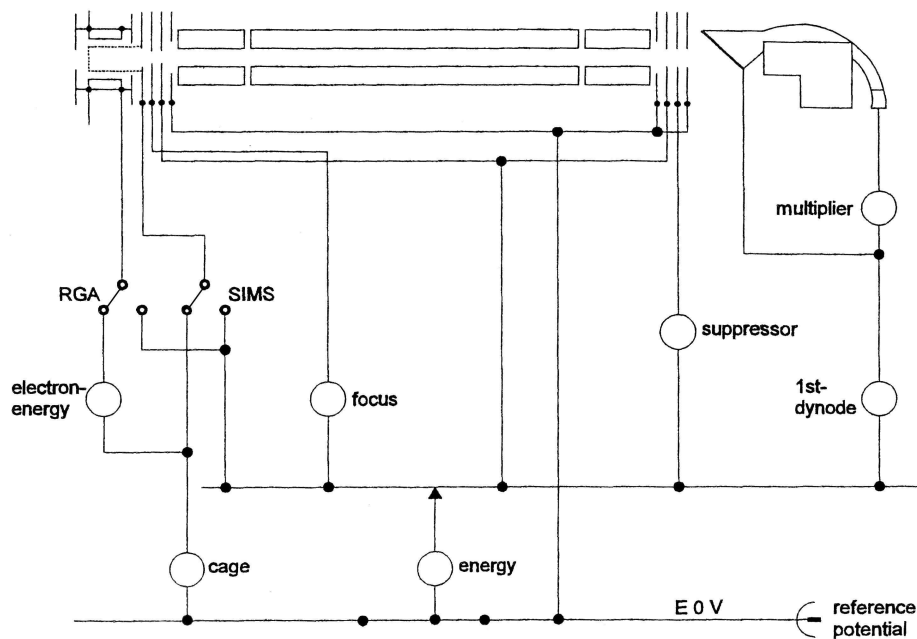 multiplier
RGA
SIMS
suppressor
electron-
energy
focus
1st-
dynode
cage
energy
E 0 V
reference
potential